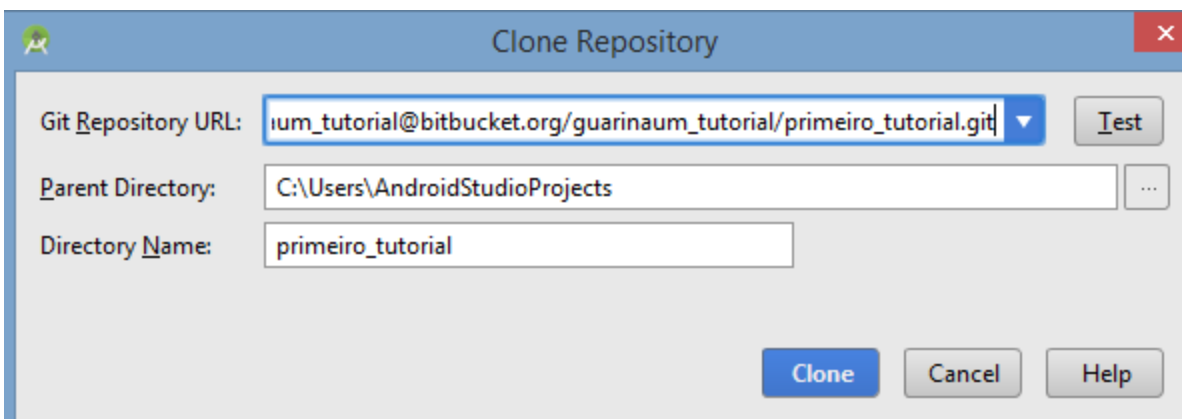 Clone Repository
Git Repository URL: um_tutorial@bitbucket.org/guarinaum_tutorial/primeiro_tutorial.git Test
Parent Directory: C:\Users\AndroidStudioProjects ...
Directory Name: primeiro_tutorial
Clone Cancel Help